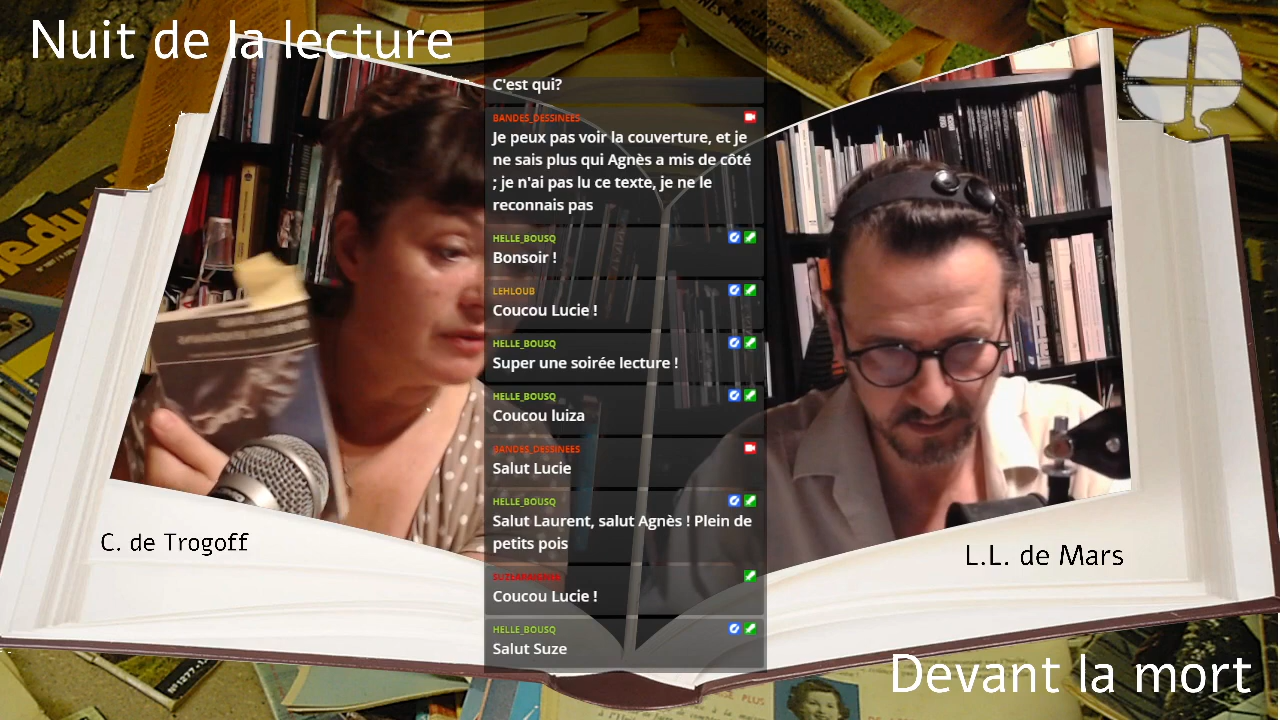 Nuit de la lecture
C'est qui?
BANDES_DESSINEES
Je peux pas voir la couverture, et je
ne sais plus qui Agnès a mis de côté
; je n'ai pas lu ce texte, je ne le
reconnais pas
HELLE_BOUSQ
Bonsoir !
LEHLOUB
Coucou Lucie !
HELLE_BOUSQ
Super une soirée lecture !
HELLE_BOUSQ
Coucou luiza
BANDES_DESSINEES
Salut Lucie
HELLE_BOUSQ
Salut Laurent, salut Agnès ! Plein de
petits pois
Coucou Lucie !
HELLE_BOUSQ
Salut Suze
C. de Trogoff
L.L. de Mars
Devant la mort
N°1277
PLUS